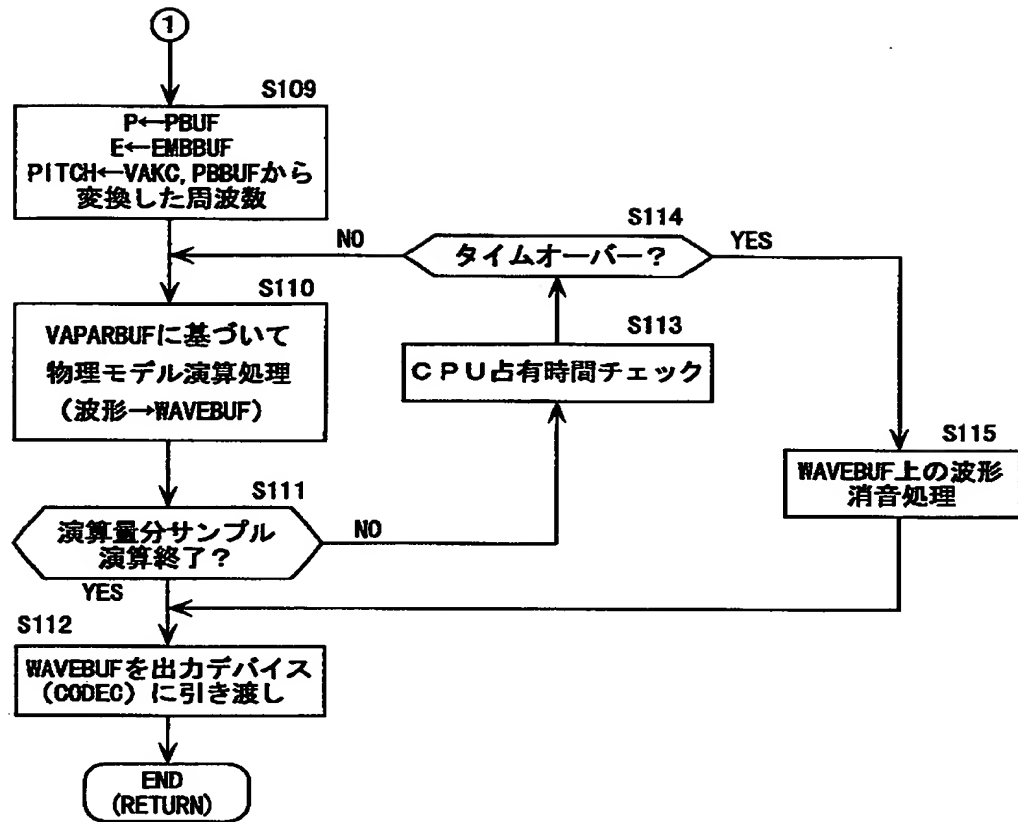 1
S109
P←PBUF
E←EMBBUF
PITCH←VAKC, PBBUFから
変換した周波数
S114
NO
タイムオーバー?
YES
S110
VAPARBUFに基づいて
物理モデル演算処理
(波形→WAVEBUF)
S113
CPU占有時間チェック
S115
WAVEBUF上の波形
消音処理
S111
演算量分サンプル
演算終了?
NO
YES
S112
WAVEBUFを出力デバイス
(CODEC)に引き渡し
END
(RETURN)